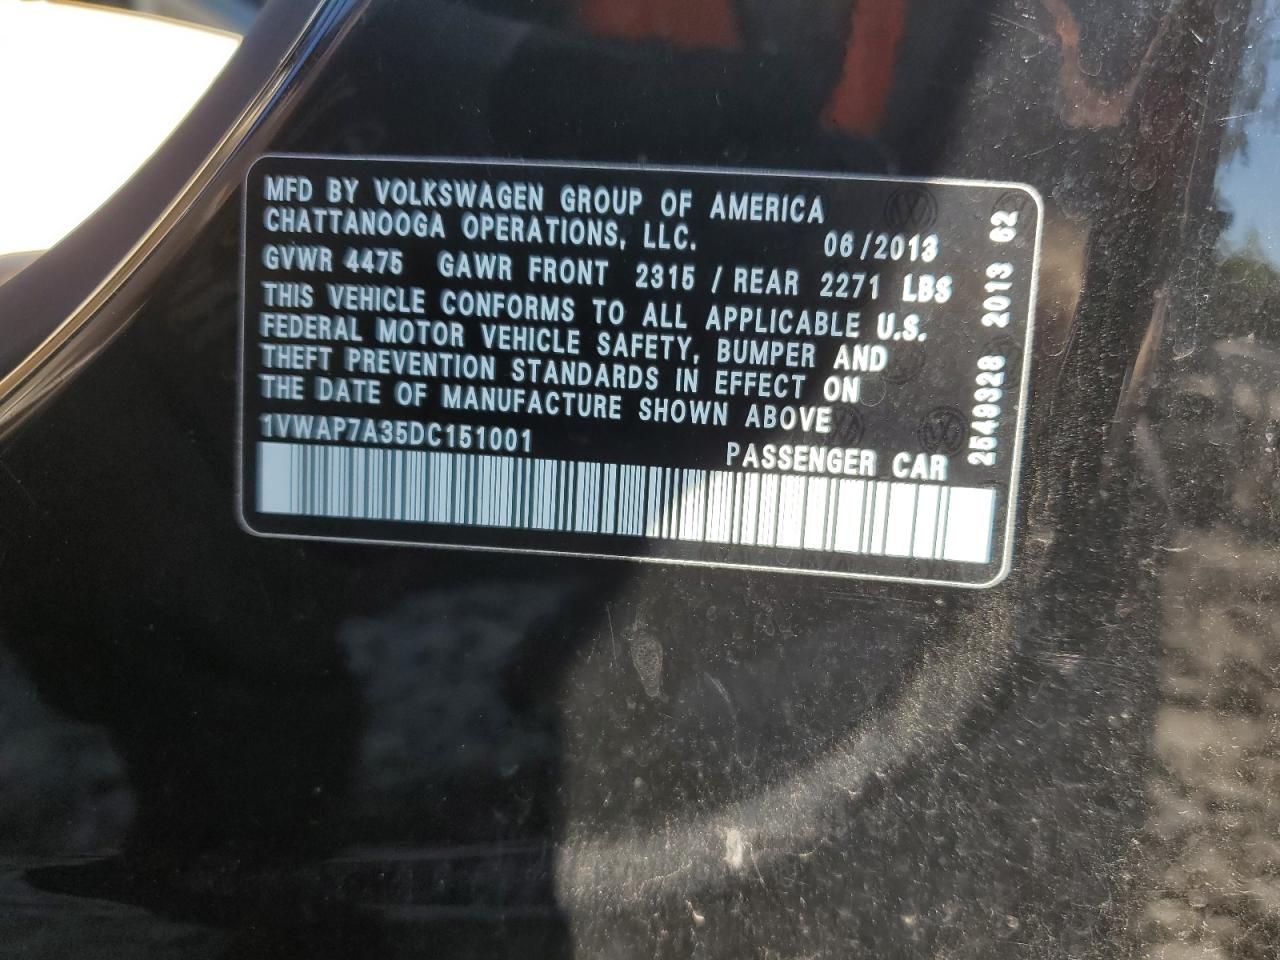 MFD BY VOLKSWAGEN GROUP OF AMERICA
CHATTANOOGA OPERATIONS, LLC. 06/2013
GVWR 4475 GAWR FRONT 2315 / REAR 2271 LBS
THIS VEHICLE CONFORMS TO ALL APPLICABLE U.S.
FEDERAL MOTOR VEHICLE SAFETY, BUMPER AND
THEFT PREVENTION STANDARDS IN EFFECT ON
THE DATE OF MANUFACTURE SHOWN ABOVE
1VWAP7A35DC151001 PASSENGER CAR
2549328 2013 62